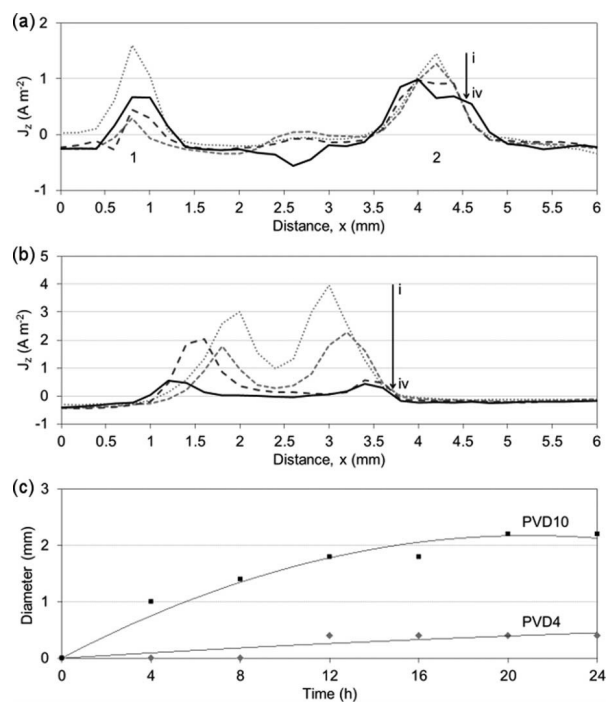 (a)
2
i
1
iv
J_z (A m⁻²)
0
1
2
-1
0 0.5 1 1.5 2 2.5 3 3.5 4 4.5 5 5.5 6
Distance, x (mm)
(b)
5
i
4
3
J_z (A m⁻²)
2
1
iv
0
-1
0 0.5 1 1.5 2 2.5 3 3.5 4 4.5 5 5.5 6
Distance, x (mm)
(c)
3
PVD10
Diameter (mm)
2
1
PVD4
0
0 4 8 12 16 20 24
Time (h)